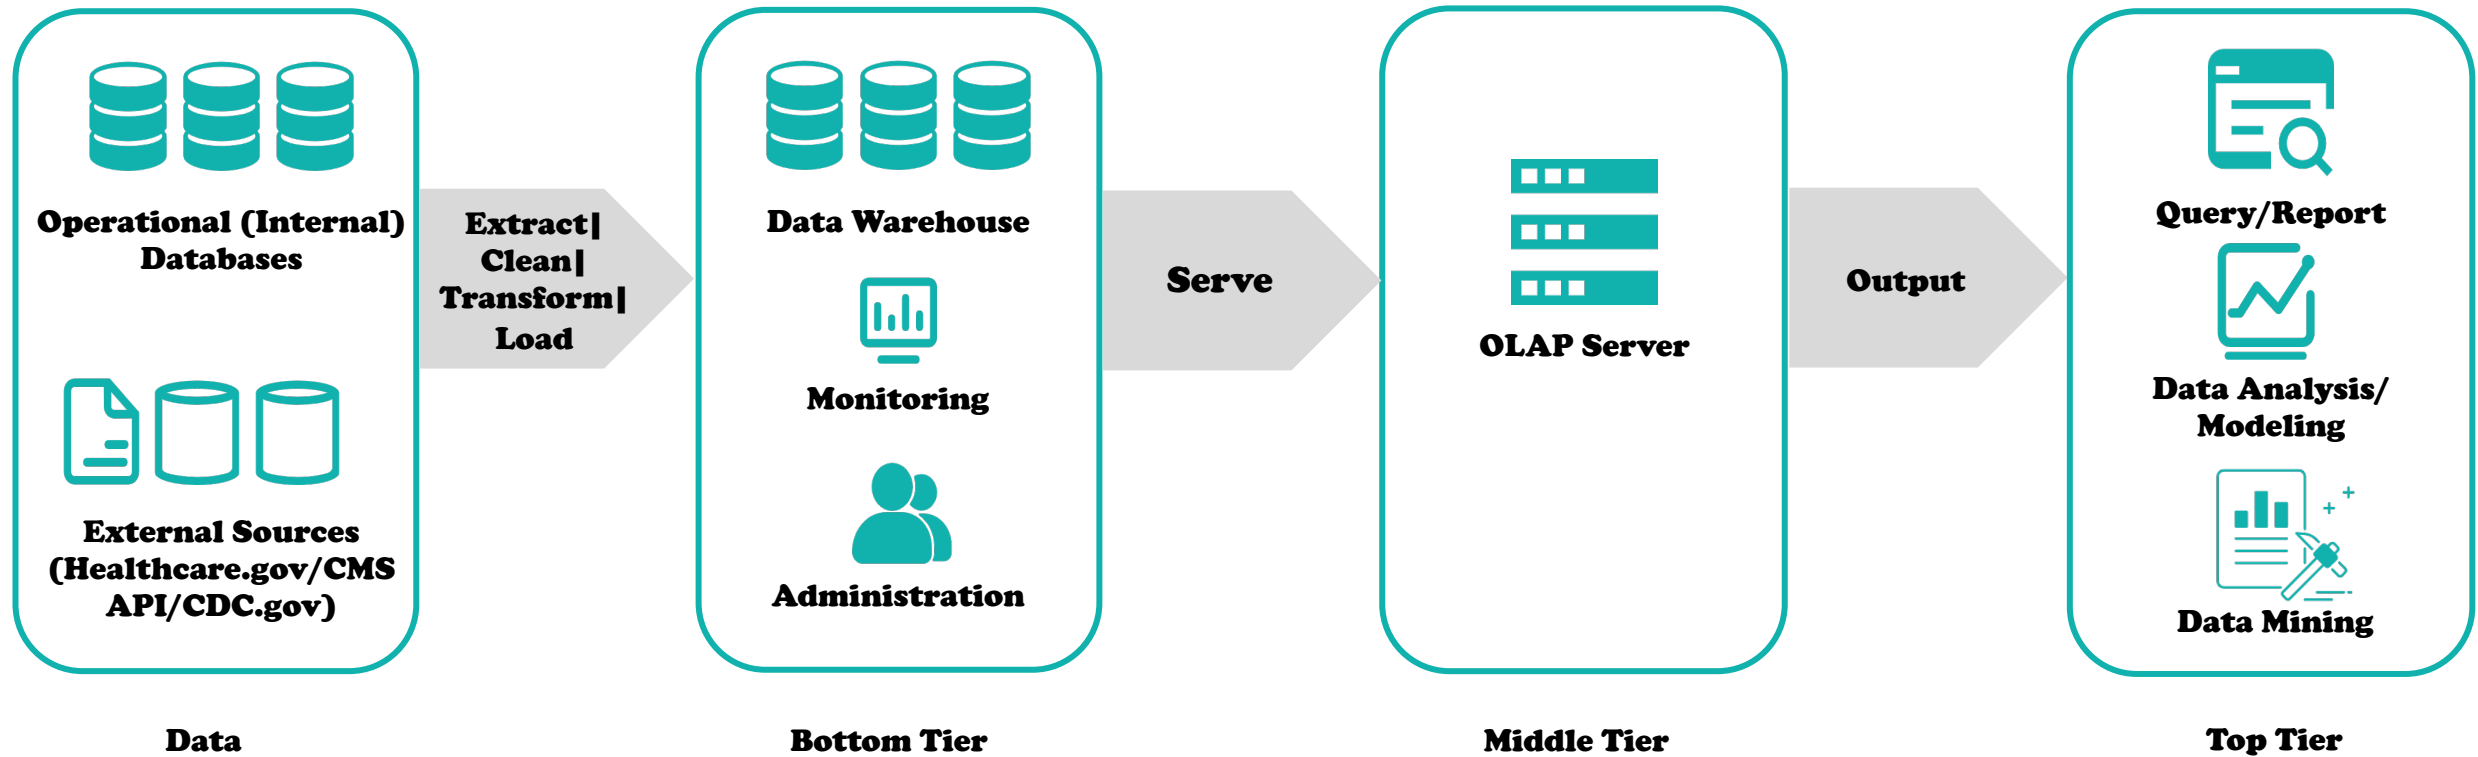 Operational (Internal)
Databases
External Sources
(Healthcare.gov/CMS
API/CDC.gov)
Data
Extract|
Clean|
Transform|
Load
Data Warehouse
Monitoring
Administration
Bottom Tier
Serve
OLAP Server
Middle Tier
Output
Query/Report
Data Analysis/
Modeling
Data Mining
Top Tier